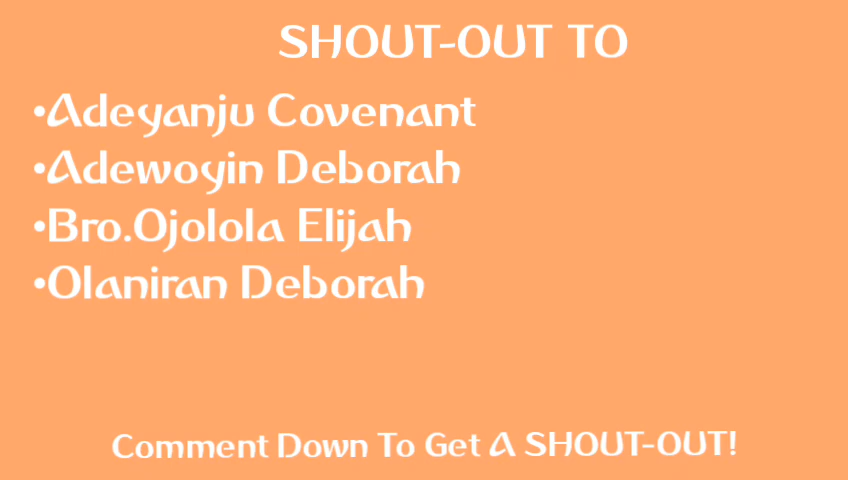 SHOUT-OUT TO
•Adeyanju Covenant
•Adewoyin Deborah
•Bro.Ojolola Elijah
•Olaniran Deborah
Comment Down To Get A SHOUT-OUT!